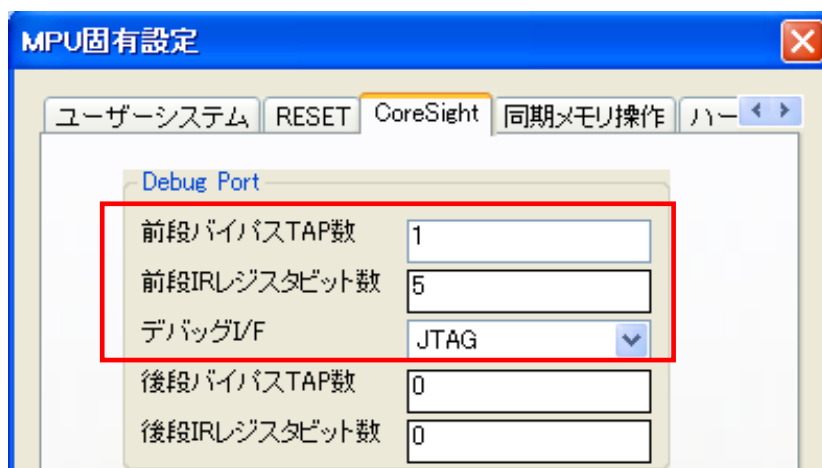 MPU固有設定
ユーザーシステム RESET CoreSight 同期メモリ操作 ハー
Debug Port
前段バイパスTAP数 1
前段IRレジスタビット数 5
デバッグI/F JTAG
後段バイパスTAP数 0
後段IRレジスタビット数 0